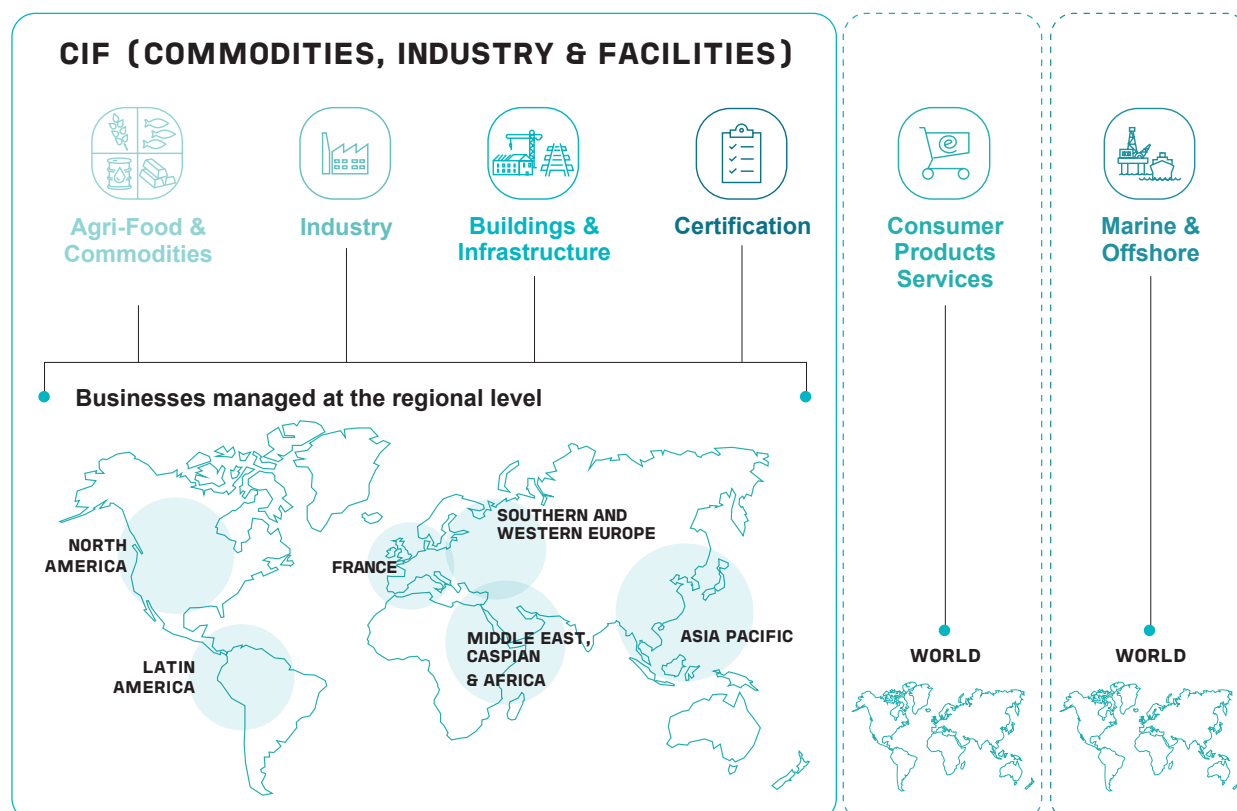 CIF (COMMODITIES, INDUSTRY & FACILITIES)
Agri-Food &
Commodities
Industry
Buildings &
Infrastructure
Certification
Consumer
Products
Services
Marine &
Offshore
Businesses managed at the regional level
NORTH
AMERICA
LATIN
AMERICA
FRANCE
SOUTHERN AND
WESTERN EUROPE
MIDDLE EAST,
CASPIAN
& AFRICA
ASIA PACIFIC
WORLD
WORLD